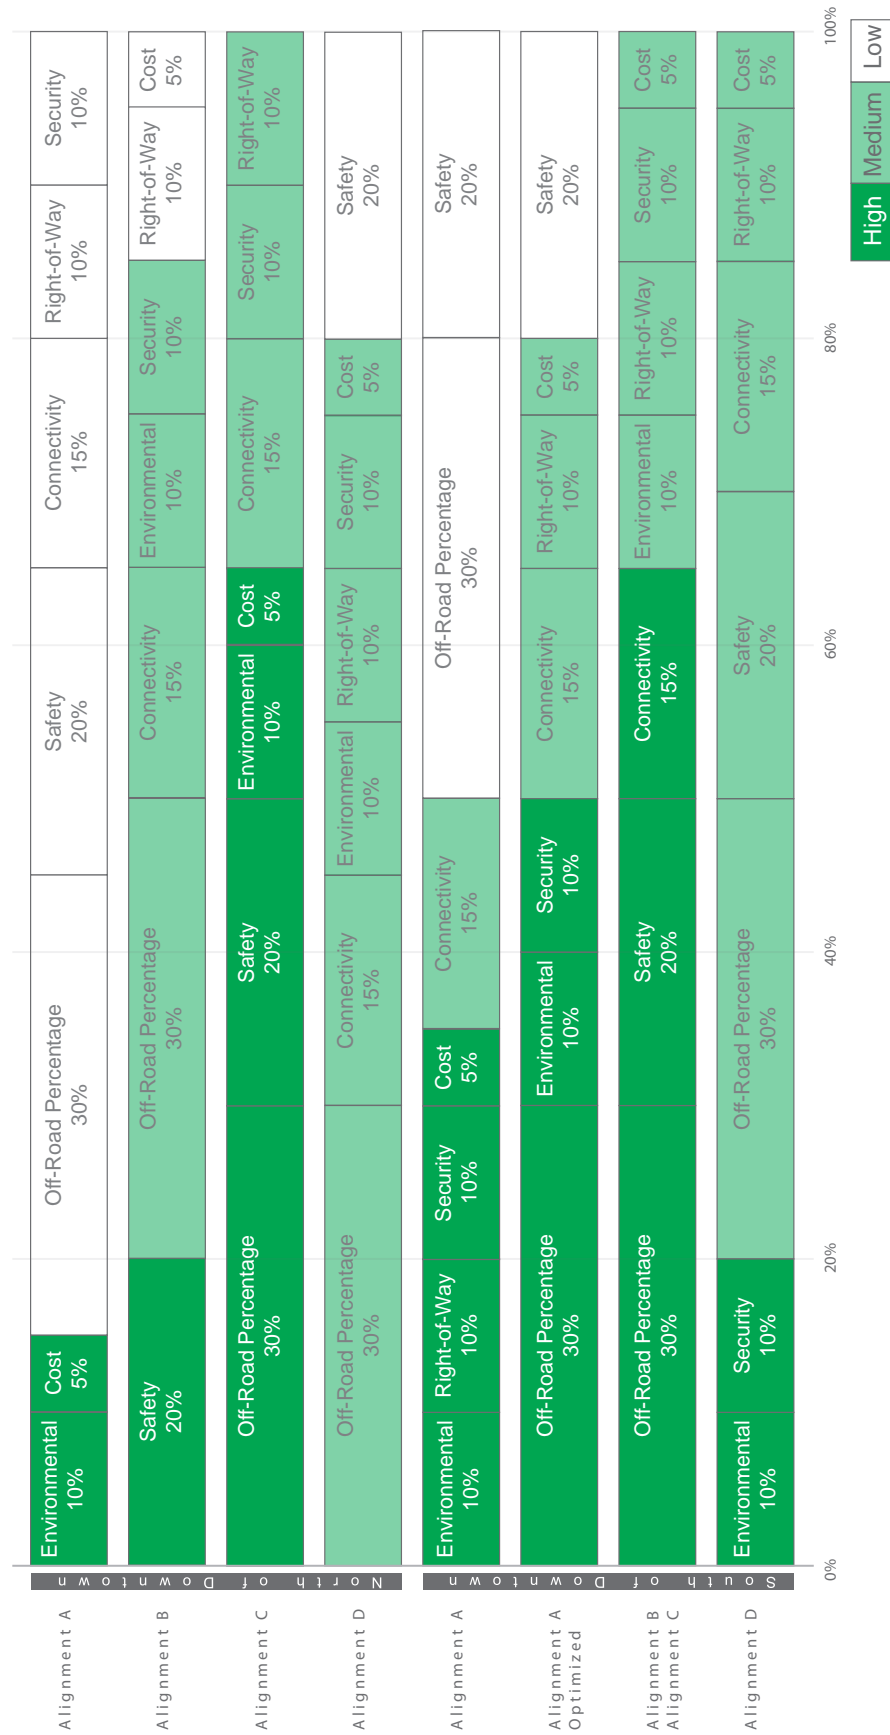 Alignment A
Environmental
10%
Cost
5%
Off-Road Percentage
30%
Safety
20%
Connectivity
15%
Right-of-Way
10%
Security
10%
Alignment B
Safety
20%
Off-Road Percentage
30%
Connectivity
15%
Environmental
10%
Security
10%
Right-of-Way
10%
Cost
5%
Alignment C
Off-Road Percentage
30%
Safety
20%
Environmental
10%
Cost
5%
Connectivity
15%
Security
10%
Right-of-Way
10%
Alignment D
Off-Road Percentage
30%
Connectivity
15%
Environmental
10%
Right-of-Way
10%
Security
10%
Cost
5%
Safety
20%
North of Downtown
Alignment A
Environmental
10%
Right-of-Way
10%
Security
10%
Cost
5%
Connectivity
15%
Off-Road Percentage
30%
Safety
20%
Alignment A
Optimized
Off-Road Percentage
30%
Environmental
10%
Security
10%
Connectivity
15%
Right-of-Way
10%
Cost
5%
Safety
20%
Alignment B
Alignment C
Off-Road Percentage
30%
Safety
20%
Connectivity
15%
Environmental
10%
Right-of-Way
10%
Security
10%
Cost
5%
Alignment D
Environmental
10%
Security
10%
Off-Road Percentage
30%
Safety
20%
Connectivity
15%
Right-of-Way
10%
Cost
5%
South of Downtown
0%
20%
40%
60%
80%
100%
High
Medium
Low